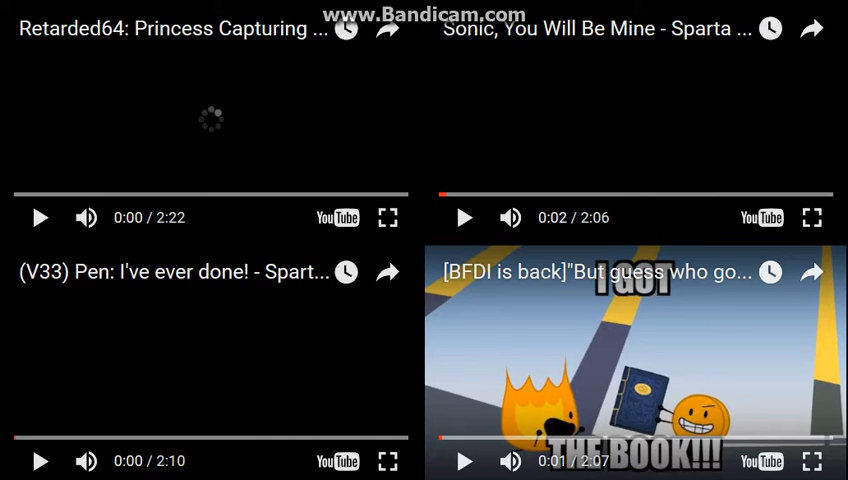 www.Bandicam.com
Retarded64: Princess Capturing ...
Sonic, You Will Be Mine - Sparta ...
0:00 / 2:22
YouTube
0:02 / 2:06
YouTube
(V33) Pen: I've ever done! - Spart...
[BFDI is back]"But guess who go...
I GOT
THE BOOK!!!
0:00 / 2:10
YouTube
0:01 / 2:07
YouTube